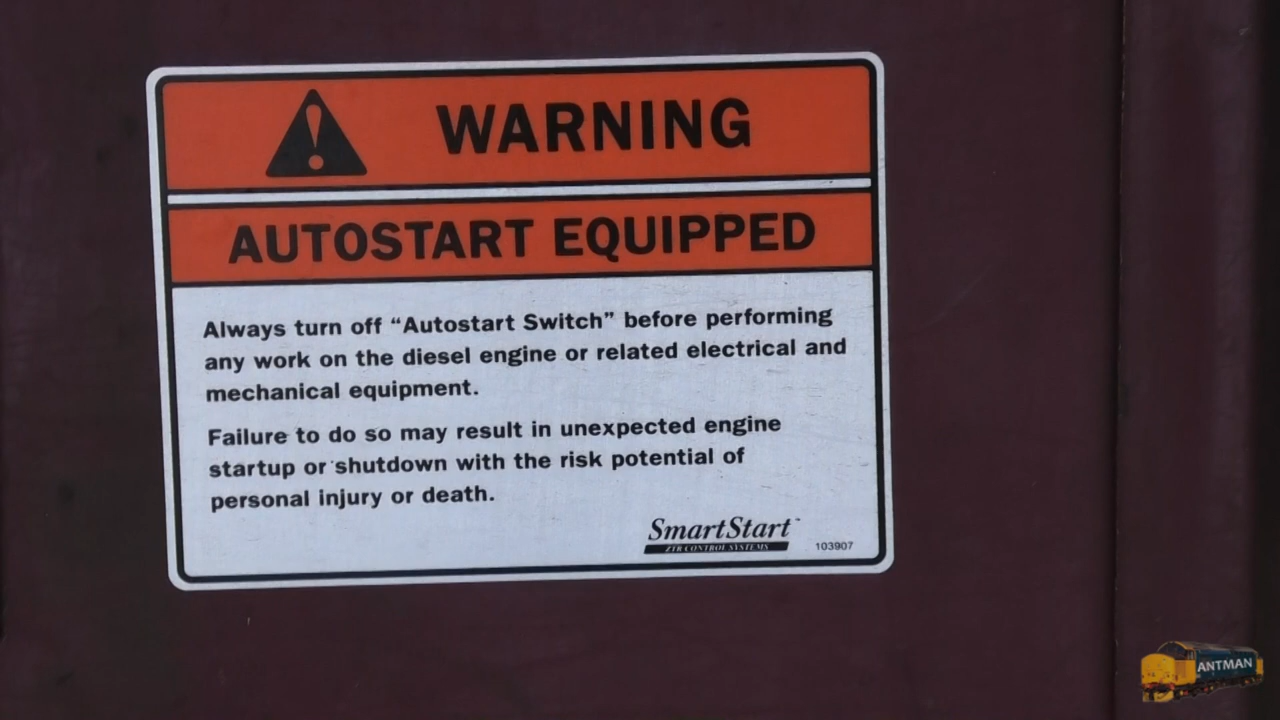 WARNING
AUTOSTART EQUIPPED
Always turn off “Autostart Switch” before performing
any work on the diesel engine or related electrical and
mechanical equipment.
Failure to do so may result in unexpected engine
startup or shutdown with the risk potential of
personal injury or death.
SmartStart™
ZTR CONTROL SYSTEMS
103907
ANTMAN